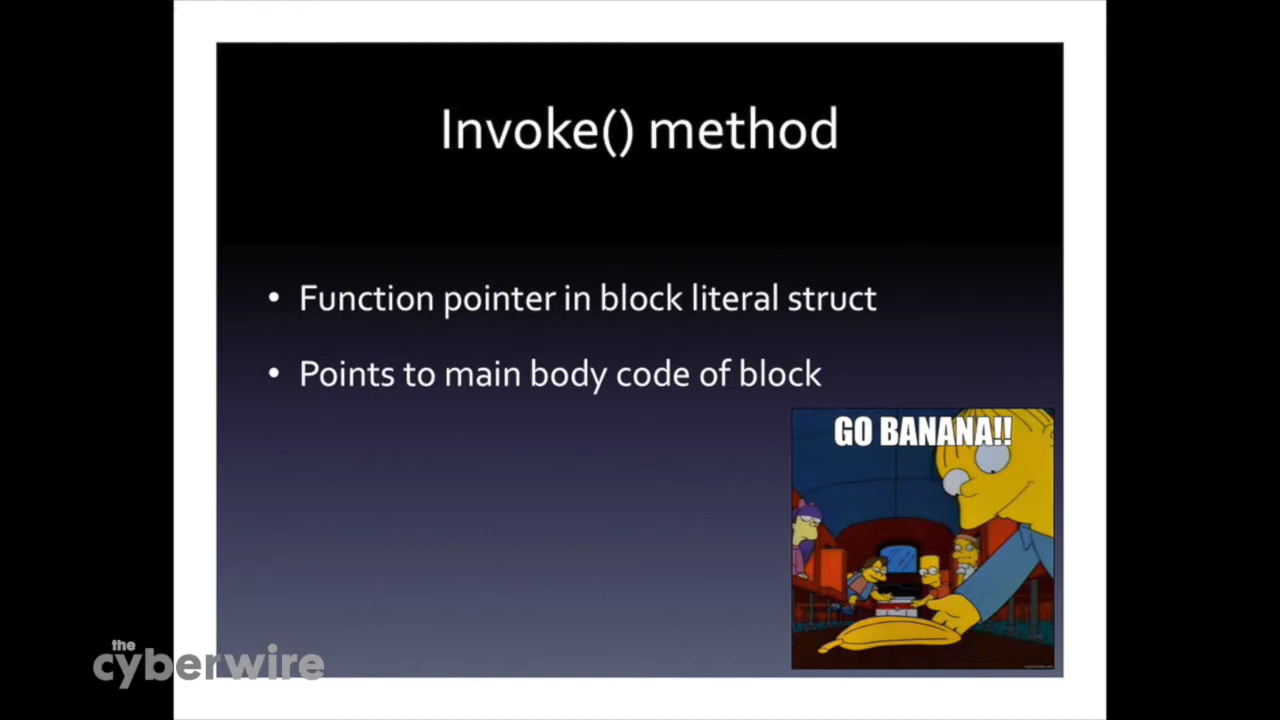 Invoke() method
• Function pointer in block literal struct
• Points to main body code of block
GO BANANA!!
the
cyberwire